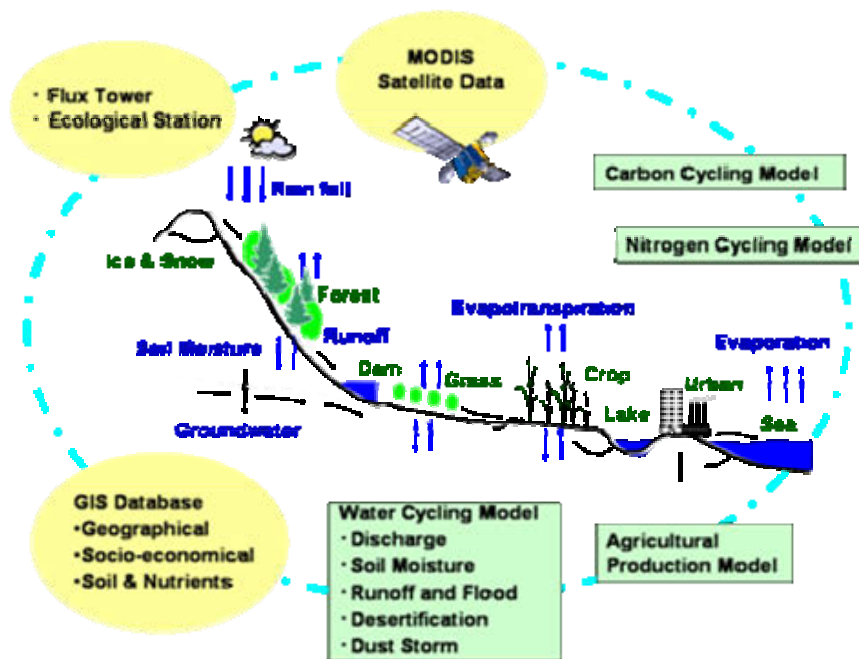 MODIS
Satellite Data
· Flux Tower
· Ecological Station
Rain fall
Carbon Cycling Model
Nitrogen Cycling Model
Ice & Snow
Forest
Evapotranspiration
Soil Moisture
Runoff
Evaporation
Dam
Grass
Crop
Urban
Lake
Sea
Groundwater
GIS Database
•Geographical
•Socio-economical
•Soil & Nutrients
Water Cycling Model
· Discharge
· Soil Moisture
· Runoff and Flood
· Desertification
· Dust Storm
Agricultural
Production Model